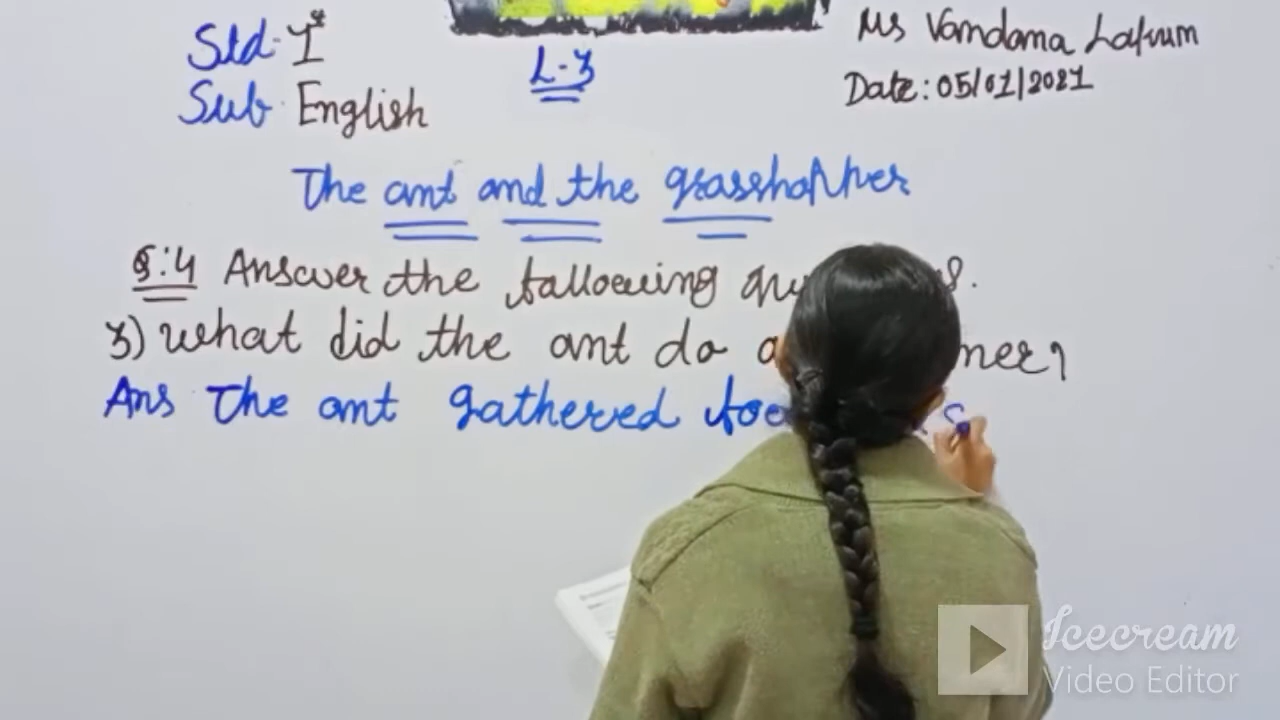 Std. I st
Sub. English
L-3
Ms Vandana
Date: 05/01/2021
The ant and the grasshopper
Q:4 Answer the following
3) What did the ant do
Ans The ant gathered
Icecream
Video Editor